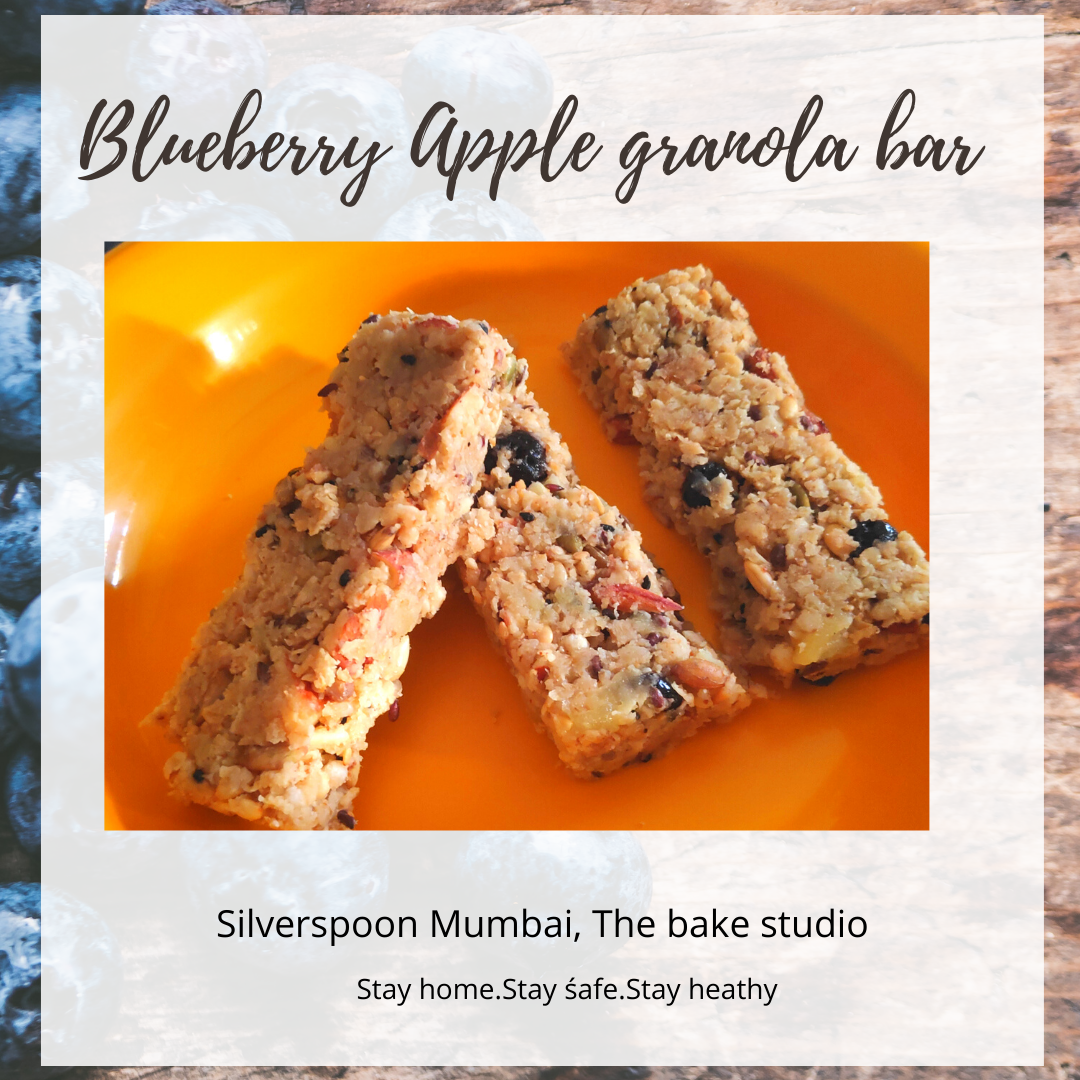 Blueberry Apple granola bar
Silverspoon Mumbai, The bake studio
Stay home.Stay śafe.Stay heathy